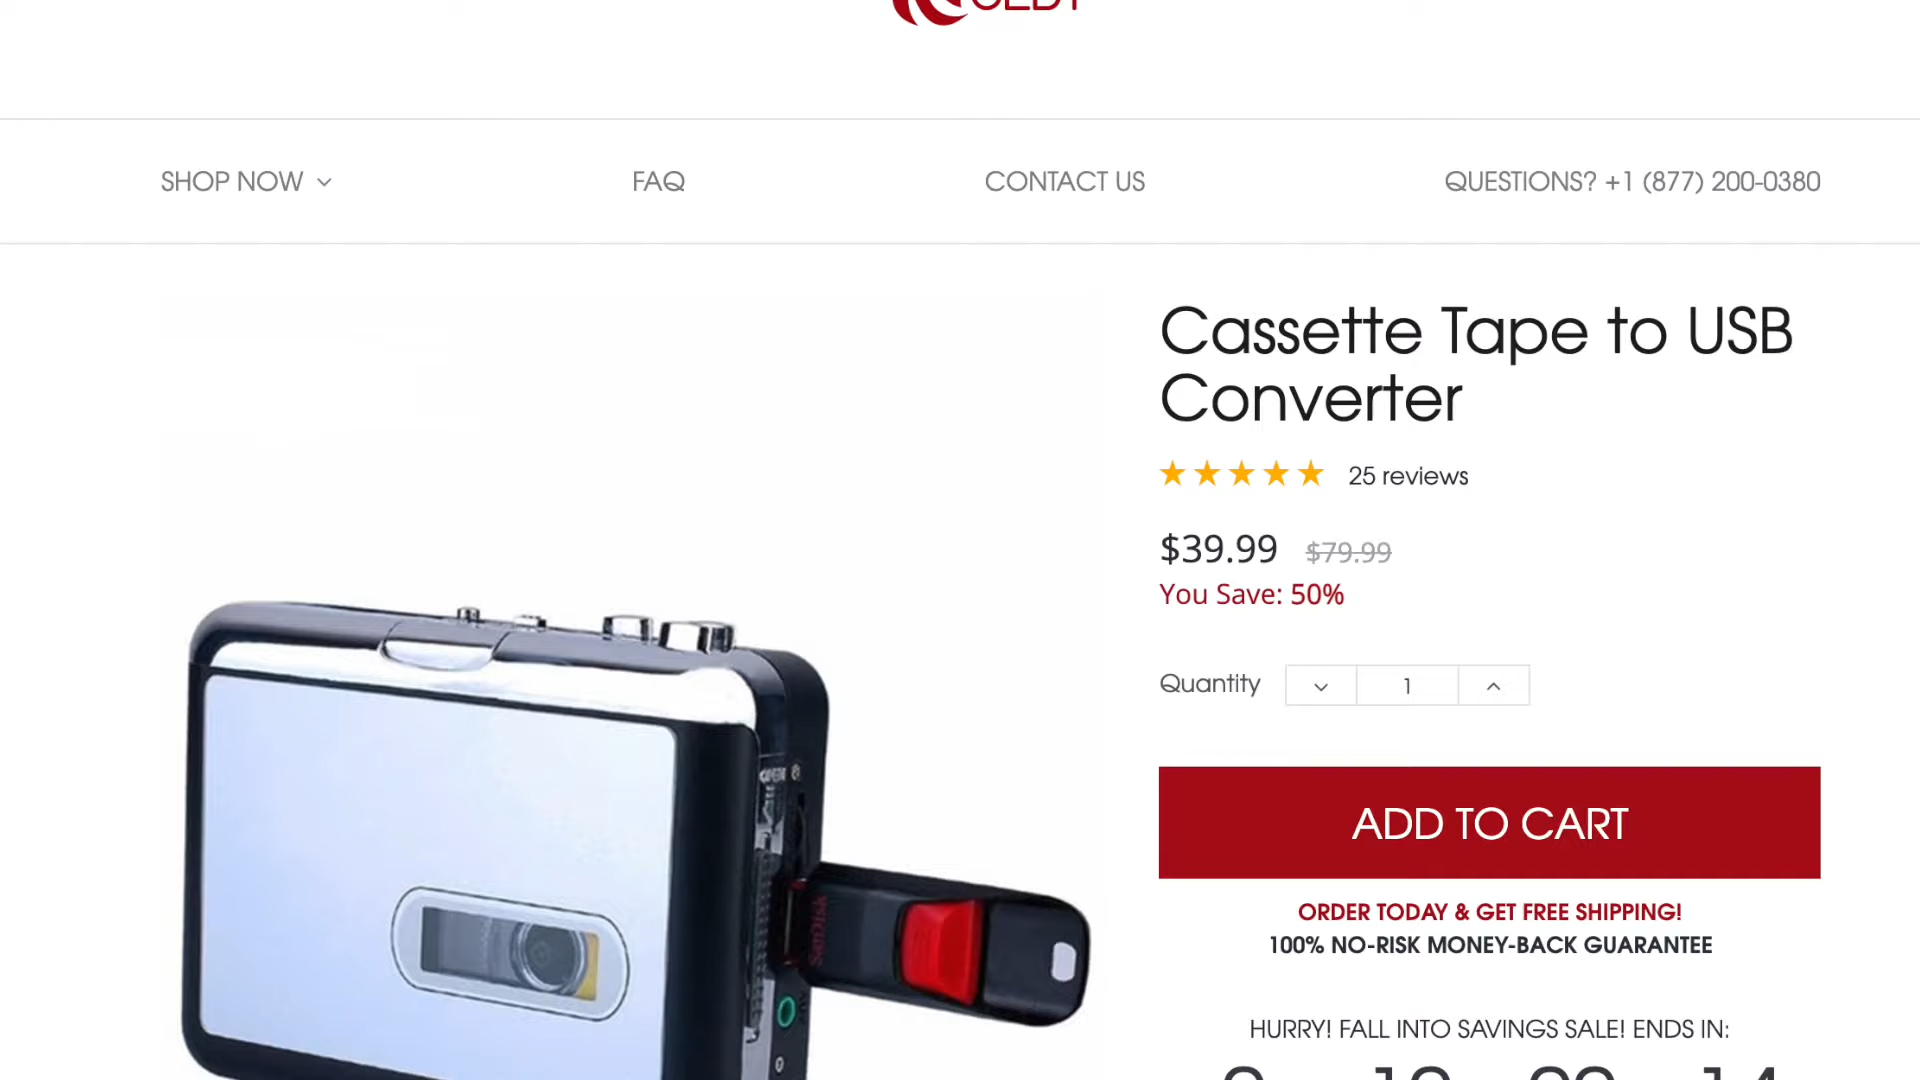 SHOP NOW
FAQ
CONTACT US
QUESTIONS? +1 (877) 200-0380
Cassette Tape to USB
Converter
25 reviews
$39.99 $79.99
You Save: 50%
Quantity 1
ADD TO CART
ORDER TODAY & GET FREE SHIPPING!
100% NO-RISK MONEY-BACK GUARANTEE
HURRY! FALL INTO SAVINGS SALE! ENDS IN:
SanDisk